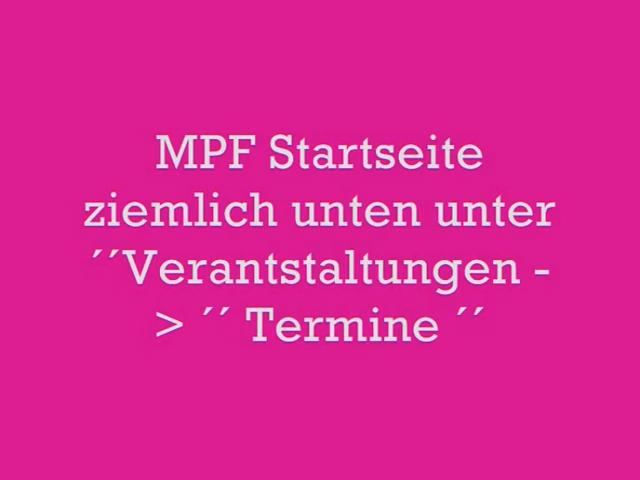 MPF Startseite
ziemlich unten unter
´´Verantstaltungen -
> ´´ Termine ´´